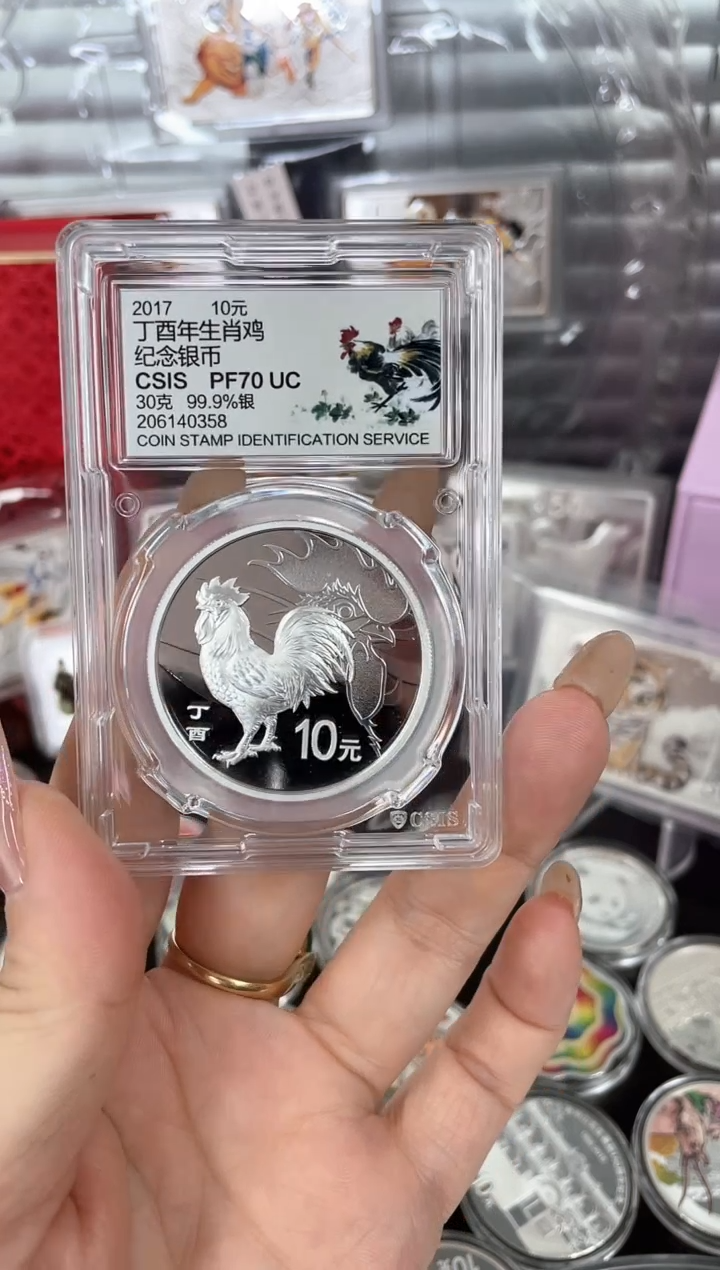 2017 10元
丁酉年生肖鸡
纪念银币
CSIS PF70 UC
30克 99.9%银
206140358
COIN STAMP IDENTIFICATION SERVICE
丁
酉
10元
CSIS